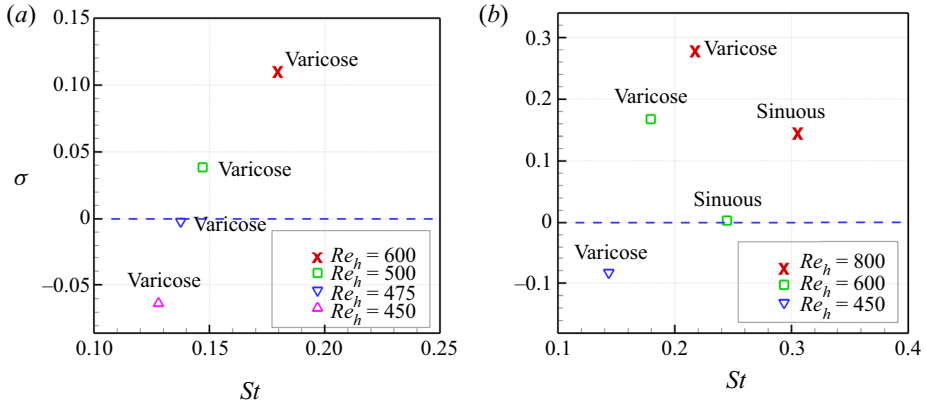 (a)
0.15
Varicose
0.10
0.05
Varicose
σ
0
Varicose
Varicose
−0.05
Re_h = 600
Re_h = 500
Re_h = 475
Re_h = 450
0.10 0.15 0.20 0.25
St
(b)
0.3
Varicose
Varicose
0.2
Sinuous
0.1
Sinuous
0
Varicose
−0.1
Re_h = 800
Re_h = 600
Re_h = 450
0.1 0.2 0.3 0.4
St